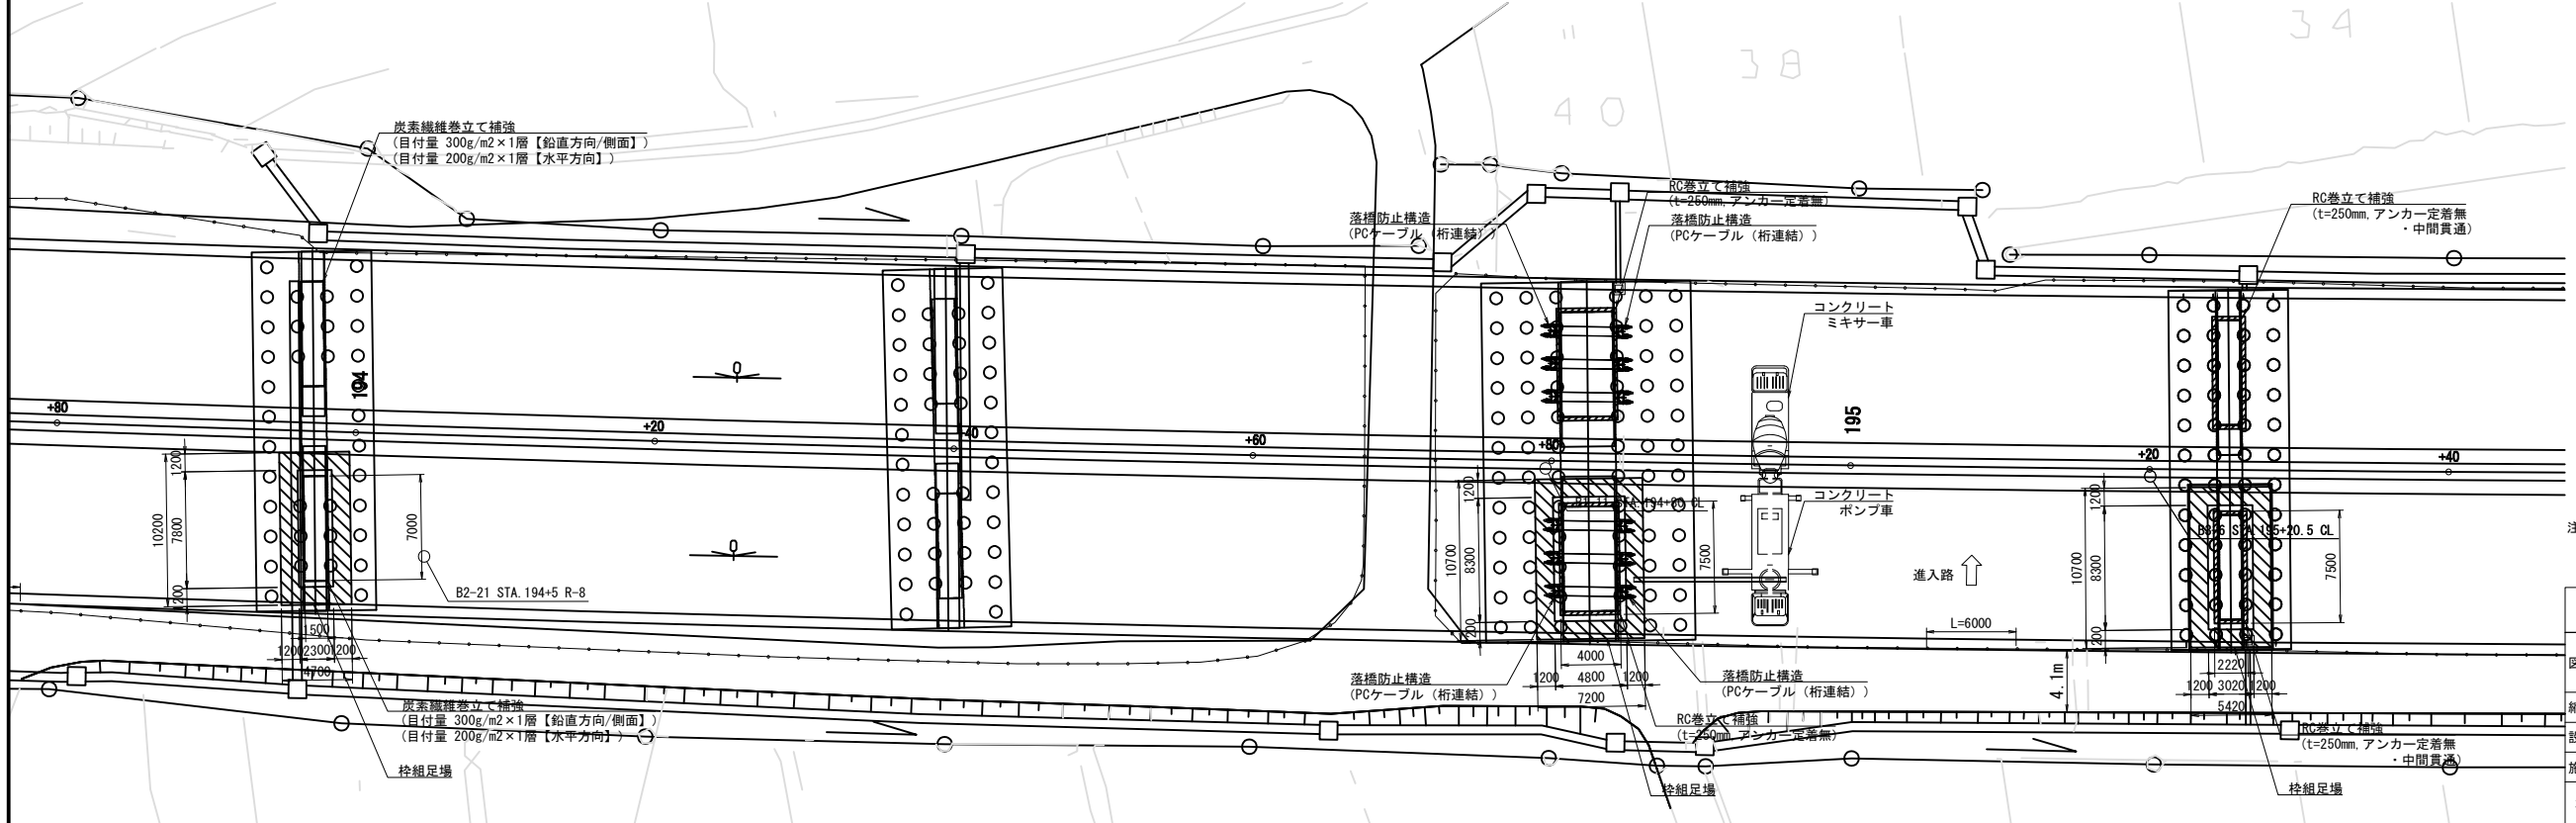 34
38
40
炭素繊維巻立て補強
(目付量 300g/m2×1層【鉛直方向/側面】)
(目付量 200g/m2×1層【水平方向】)
RC巻立て補強
(t=250mm,アンカー定着無)
落橋防止構造
(PCケーブル（桁連結）)
落橋防止構造
(PCケーブル（桁連結）)
RC巻立て補強
(t=250mm,アンカー定着無
・中間貫通)
コンクリート
ミキサー車
194
195
+80
+20
40
+60
+80
+20
+40
コンクリート
ポンプ車
進入路
B2-21 STA.194+5 R-8
STA.194+80 CL
STA.195+20.5 CL
1200
7800
10200
1200
7000
1500
1200
2300
1200
4700
1200
8300
10700
7500
4000
1200
4800
1200
7200
L=6000
4.1m
1200
8300
10700
7500
2220
1200
3020
1200
5420
炭素繊維巻立て補強
(目付量 300g/m2×1層【鉛直方向/側面】)
(目付量 200g/m2×1層【水平方向】)
枠組足場
落橋防止構造
(PCケーブル（桁連結）)
落橋防止構造
(PCケーブル（桁連結）)
RC巻立て補強
(t=250mm,アンカー定着無)
枠組足場
RC巻立て補強
(t=250mm,アンカー定着無
・中間貫通)
枠組足場